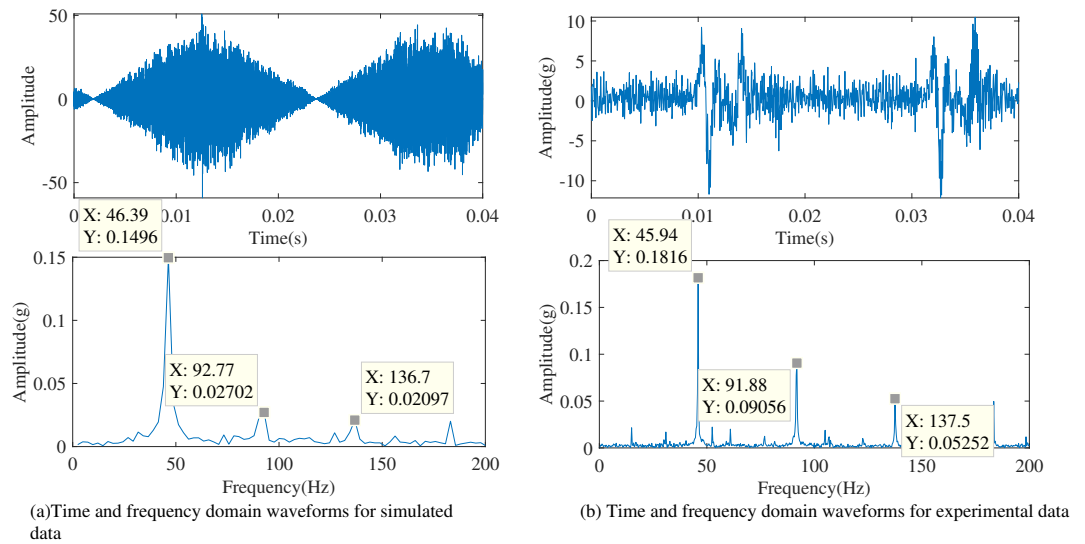 50
0
-50
Amplitude
0 0.01 0.02 0.03 0.04
Time(s)
X: 46.39
Y: 0.1496
0.15
0.1
0.05
0
Amplitude(g)
X: 92.77
Y: 0.02702
X: 136.7
Y: 0.02097
0 50 100 150 200
Frequency(Hz)
(a)Time and frequency domain waveforms for simulated
data
10
5
0
-5
-10
Amplitude(g)
0 0.01 0.02 0.03 0.04
Time(s)
X: 45.94
Y: 0.1816
0.2
0.15
0.1
0.05
0
Amplitude(g)
X: 91.88
Y: 0.09056
X: 137.5
Y: 0.05252
0 50 100 150 200
Frequency(Hz)
(b) Time and frequency domain waveforms for experimental data